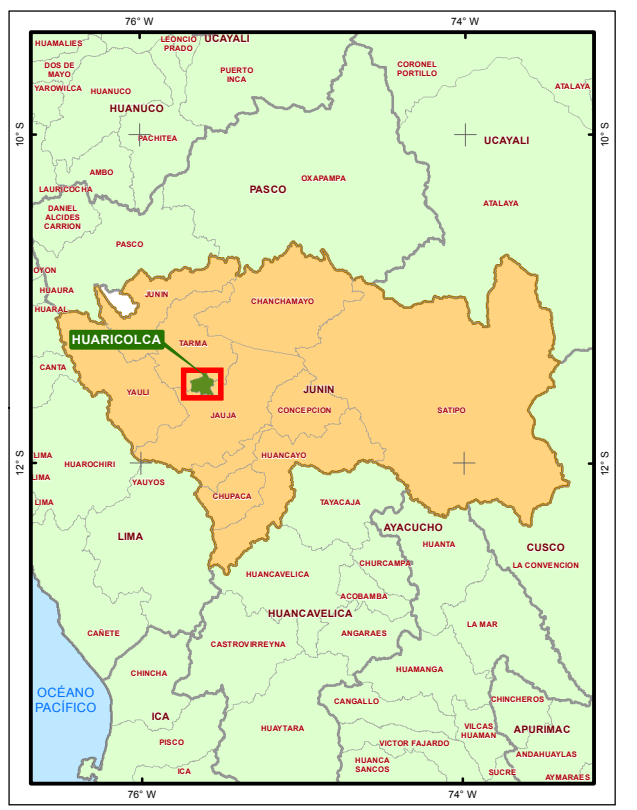 76° W
74° W
HUAMALIES
LEONCIO
PRADO
UCAYALI
DOS DE
MAYO
PUERTO
INCA
CORONEL
PORTILLO
YAROWILCA
HUANUCO
ATALAYA
HUANUCO
10° S
10° S
PACHITEA
UCAYALI
AMBO
LAURICOCHA
OXAPAMPA
PASCO
DANIEL
ALCIDES
CARRION
ATALAYA
PASCO
OYON
HUAURA
JUNIN
CHANCHAMAYO
HUARAL
HUARICOLCA
TARMA
CANTA
YAULI
JUNIN
JAUJA
CONCEPCION
SATIPO
LIMA
HUAROCHIRI
HUANCAYO
12° S
12° S
LIMA
YAUYOS
LIMA
CHUPACA
TAYACAJA
LIMA
AYACUCHO
HUANTA
CUSCO
LA CONVENCION
CHURCAMPA
HUANCAVELICA
ACOBAMBA
HUANCAVELICA
LA MAR
CAÑETE
ANGARAES
CASTROVIRREYNA
HUAMANGA
CHINCHA
OCÉANO
PACÍFICO
CANGALLO
CHINCHEROS
ICA
HUAYTARA
VILCAS
HUAMAN
APURIMAC
PISCO
VICTOR FAJARDO
ANDAHUAYLAS
HUANCA
SANCOS
ICA
SUCRE
AYMARAES
76° W
74° W